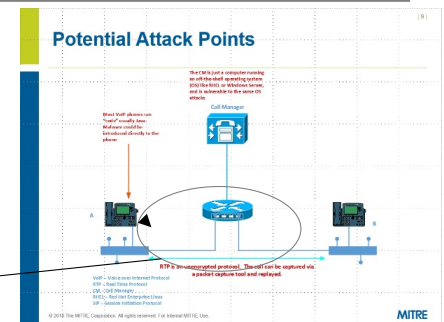 | 9 |
Potential Attack Points
The CM is just a computer running
an off-the-shelf operating system
(OS) like RHEL or Windows Server,
and is vulnerable to the same OS
attacks
Call Manager
Most VoIP phones run
"code" usually Java.
Malware could be
introduced directly to the
phone
A
B
RTP is an unencrypted protocol. The call can be captured via
a packet capture tool and replayed.
VoIP – Voice over Internet Protocol
RTP – Real Time Protocol
CM – Call Manager
RHEL – Red Hat Enterprise Linux
SIP – Session Initiation Protocol
© 2018 The MITRE Corporation. All rights reserved. For Internal MITRE Use.
MITRE